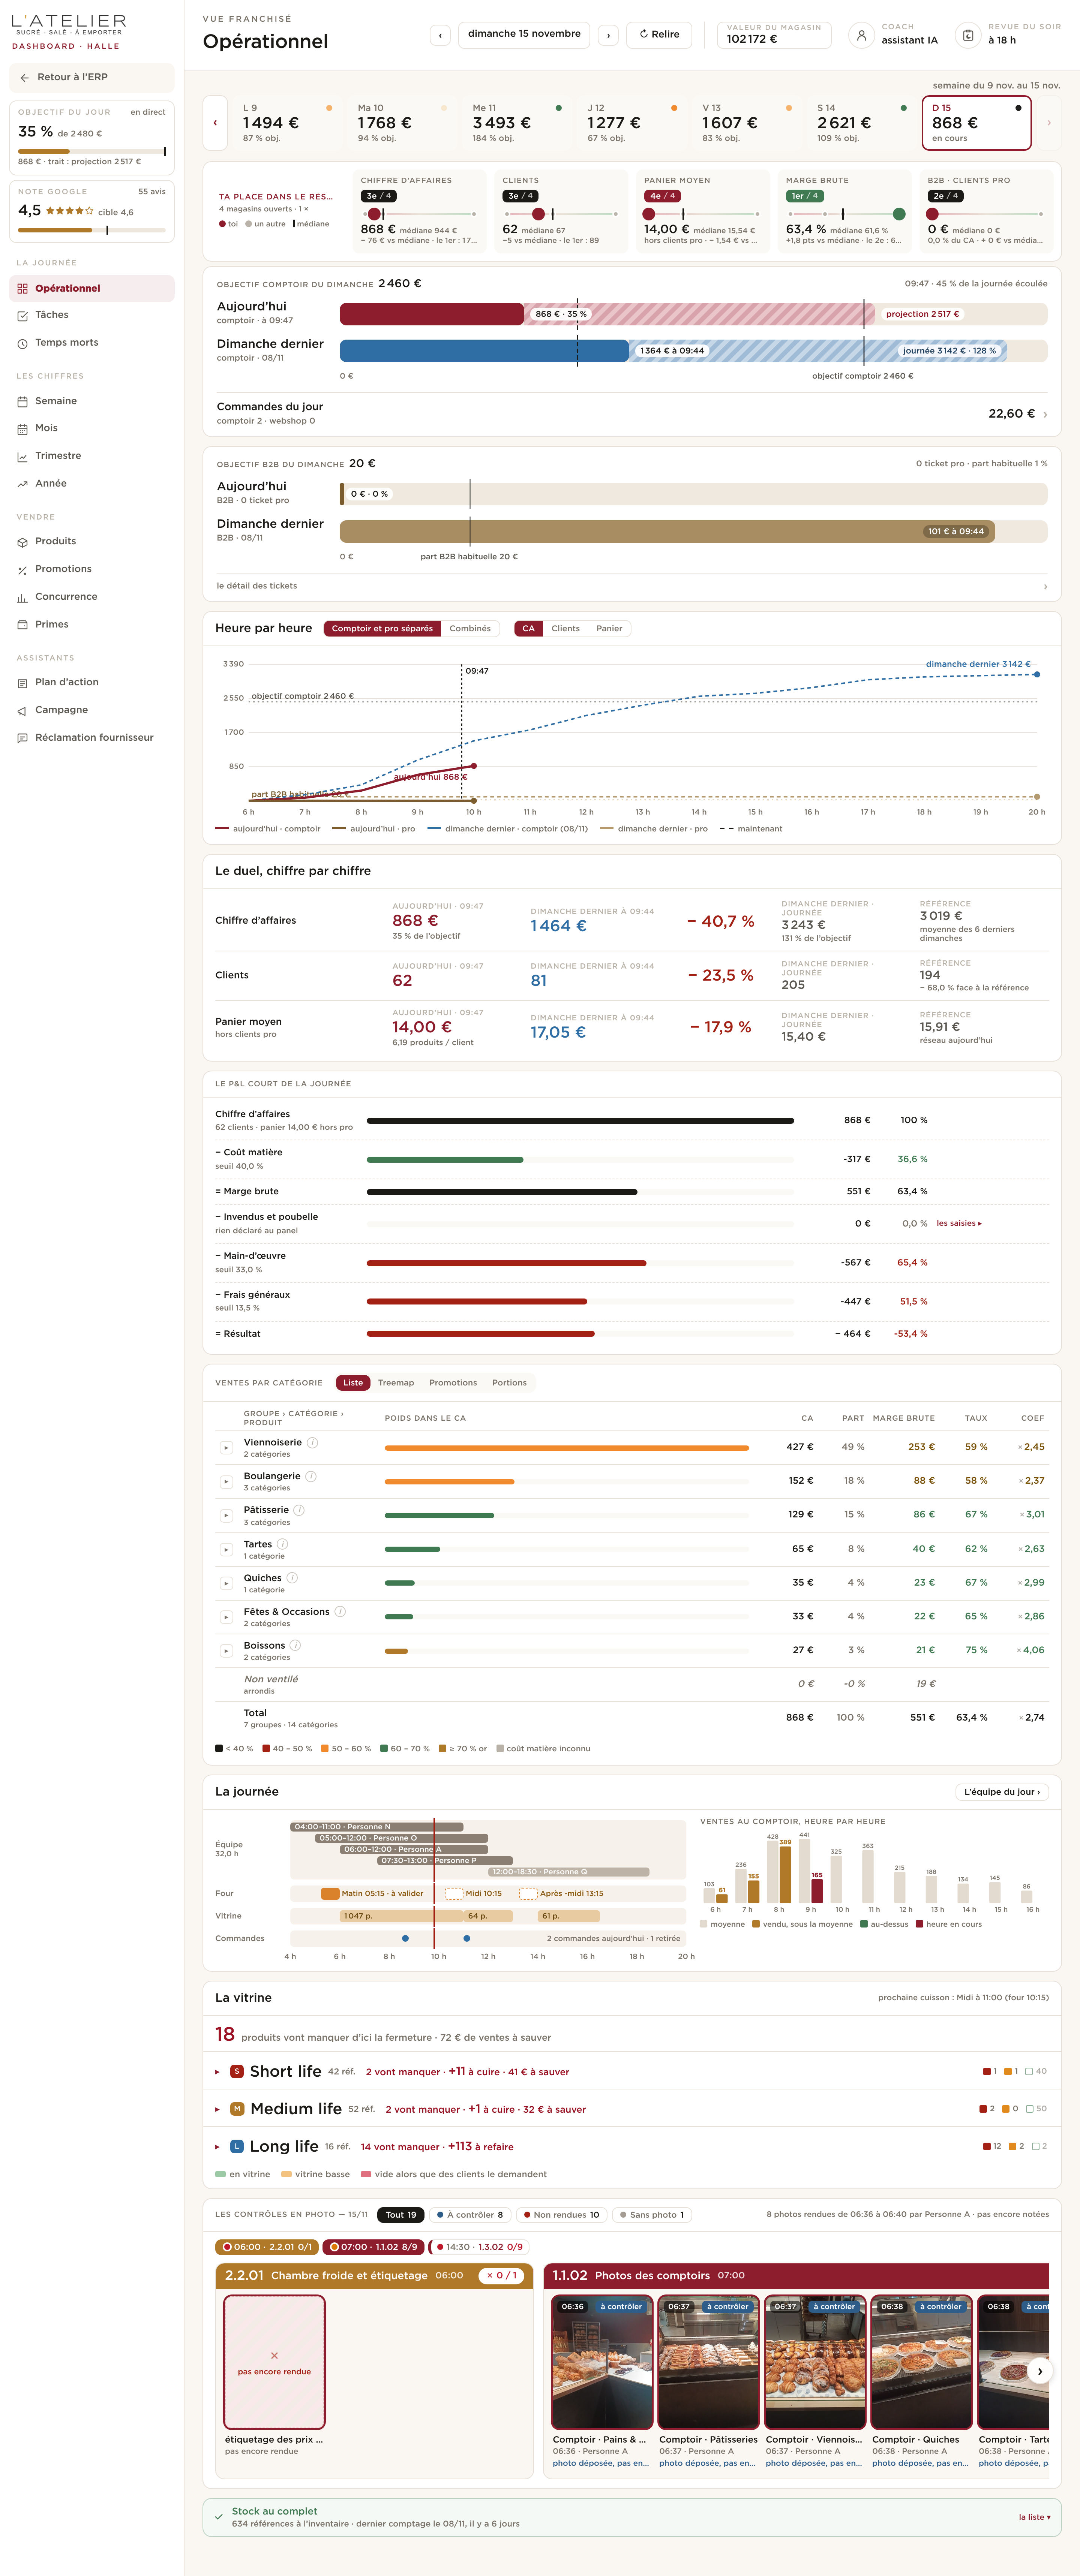 L'ATELIER
SUCRÉ - SALÉ - À EMPORTER
DASHBOARD · HALLE
Retour à l'ERP
OBJECTIF DU JOUR en direct
35 % de 2 480 €
868 € · trait : projection 2 517 €
NOTE GOOGLE 55 avis
4,5 ★★★★☆ cible 4,6
LA JOURNÉE
Opérationnel
Tâches
Temps morts
LES CHIFFRES
Semaine
Mois
Trimestre
Année
VENDRE
Produits
Promotions
Concurrence
Primes
ASSISTANTS
Plan d'action
Campagne
Réclamation fournisseur
VUE FRANCHISÉ
Opérationnel
‹ dimanche 15 novembre › Relire
VALEUR DU MAGASIN
102 172 €
COACH
assistant IA
REVUE DU SOIR
à 18 h
semaine du 9 nov. au 15 nov.
L 9
1 494 €
87 % obj.
Ma 10
1 768 €
94 % obj.
Me 11
3 493 €
184 % obj.
J 12
1 277 €
67 % obj.
V 13
1 607 €
83 % obj.
S 14
2 621 €
109 % obj.
D 15
868 €
en cours
TA PLACE DANS LE RÉS…
4 magasins ouverts · 1 ×
toi un autre médiane
CHIFFRE D'AFFAIRES
3e / 4
868 € médiane 944 €
− 76 € vs médiane · le 1er : 17…
CLIENTS
3e / 4
62 médiane 67
−5 vs médiane · le 1er : 89
PANIER MOYEN
4e / 4
14,00 € médiane 15,54 €
hors clients pro · − 1,54 € vs …
MARGE BRUTE
1er / 4
63,4 % médiane 61,6 %
+1,8 pts vs médiane · le 2e : 6…
B2B · CLIENTS PRO
2e / 4
0 € médiane 0 €
0,0 % du CA · + 0 € vs média…
OBJECTIF COMPTOIR DU DIMANCHE 2 460 €
09:47 · 45 % de la journée écoulée
Aujourd'hui
comptoir · à 09:47
868 € · 35 %
projection 2 517 €
Dimanche dernier
comptoir · 08/11
1 364 € à 09:44
journée 3 142 € · 128 %
0 €
objectif comptoir 2 460 €
Commandes du jour
comptoir 2 · webshop 0
22,60 € ›
OBJECTIF B2B DU DIMANCHE 20 €
0 ticket pro · part habituelle 1 %
Aujourd'hui
B2B · 0 ticket pro
0 € · 0 %
Dimanche dernier
B2B · 08/11
101 € à 09:44
0 €
part B2B habituelle 20 €
le détail des tickets ›
Heure par heure
Comptoir et pro séparés Combinés
CA Clients Panier
3 390
2 550
1 700
850
09:47
dimanche dernier 3 142 €
objectif comptoir 2 460 €
aujourd'hui 868 €
part B2B habituelle 20 €
6 h 7 h 8 h 9 h 10 h 11 h 12 h 13 h 14 h 15 h 16 h 17 h 18 h 19 h 20 h
aujourd'hui · comptoir aujourd'hui · pro dimanche dernier · comptoir (08/11) dimanche dernier · pro maintenant
Le duel, chiffre par chiffre
Chiffre d'affaires
AUJOURD'HUI · 09:47
868 €
35 % de l'objectif
DIMANCHE DERNIER À 09:44
1 464 €
− 40,7 %
DIMANCHE DERNIER · JOURNÉE
3 243 €
131 % de l'objectif
RÉFÉRENCE
3 019 €
moyenne des 6 derniers dimanches
Clients
AUJOURD'HUI · 09:47
62
DIMANCHE DERNIER À 09:44
81
− 23,5 %
DIMANCHE DERNIER · JOURNÉE
205
RÉFÉRENCE
194
− 68,0 % face à la référence
Panier moyen
hors clients pro
AUJOURD'HUI · 09:47
14,00 €
6,19 produits / client
DIMANCHE DERNIER À 09:44
17,05 €
− 17,9 %
DIMANCHE DERNIER · JOURNÉE
15,40 €
RÉFÉRENCE
15,91 €
réseau aujourd'hui
LE P&L COURT DE LA JOURNÉE
Chiffre d'affaires 868 € 100 %
62 clients · panier 14,00 € hors pro
− Coût matière -317 € 36,6 %
seuil 40,0 %
= Marge brute 551 € 63,4 %
− Invendus et poubelle 0 € 0,0 % les saisies ▸
rien déclaré au panel
− Main-d'œuvre -567 € 65,4 %
seuil 33,0 %
− Frais généraux -447 € 51,5 %
seuil 13,5 %
= Résultat − 464 € -53,4 %
VENTES PAR CATÉGORIE Liste Treemap Promotions Portions
GROUPE › CATÉGORIE › PRODUIT POIDS DANS LE CA CA PART MARGE BRUTE TAUX COEF
Viennoiserie 427 € 49 % 253 € 59 % ×2,45
2 catégories
Boulangerie 152 € 18 % 88 € 58 % ×2,37
3 catégories
Pâtisserie 129 € 15 % 86 € 67 % ×3,01
3 catégories
Tartes 65 € 8 % 40 € 62 % ×2,63
1 catégorie
Quiches 35 € 4 % 23 € 67 % ×2,99
1 catégorie
Fêtes & Occasions 33 € 4 % 22 € 65 % ×2,86
2 catégories
Boissons 27 € 3 % 21 € 75 % ×4,06
2 catégories
Non ventilé 0 € -0 % 19 €
arrondis
Total 868 € 100 % 551 € 63,4 % ×2,74
7 groupes · 14 catégories
< 40 % 40 – 50 % 50 – 60 % 60 – 70 % ≥ 70 % or coût matière inconnu
La journée
L'équipe du jour ›
Équipe
32,0 h
04:00–11:00 · Personne N
05:00–12:00 · Personne O
06:00–12:00 · Personne A
07:30–13:00 · Personne P
12:00–18:30 · Personne Q
Four Matin 05:15 · à valider Midi 10:15 Après-midi 13:15
Vitrine 1 047 p. 64 p. 61 p.
Commandes 2 commandes aujourd'hui · 1 retirée
4 h 6 h 8 h 10 h 12 h 14 h 16 h 18 h 20 h
VENTES AU COMPTOIR, HEURE PAR HEURE
103 61 236 155 428 389 441 165 325 363 215 188 134 145 86
6 h 7 h 8 h 9 h 10 h 11 h 12 h 13 h 14 h 15 h 16 h
moyenne vendu, sous la moyenne au-dessus heure en cours
La vitrine
prochaine cuisson : Midi à 11:00 (four 10:15)
18 produits vont manquer d'ici la fermeture · 72 € de ventes à sauver
S Short life 42 réf. 2 vont manquer · +11 à cuire · 41 € à sauver 1 1 40
M Medium life 52 réf. 2 vont manquer · +1 à cuire · 32 € à sauver 2 0 50
L Long life 16 réf. 14 vont manquer · +113 à refaire 12 2 2
en vitrine vitrine basse vide alors que des clients le demandent
LES CONTRÔLES EN PHOTO — 15/11 Tout 19 À contrôler 8 Non rendues 10 Sans photo 1
8 photos rendues de 06:36 à 06:40 par Personne A · pas encore notées
06:00 · 2.2.01 0/1 07:00 · 1.1.02 8/9 14:30 · 1.3.02 0/9
2.2.01 Chambre froide et étiquetage 06:00 × 0 / 1
×
pas encore rendue
étiquetage des prix …
pas encore rendue
1.1.02 Photos des comptoirs 07:00
06:36 à contrôler
Comptoir · Pains & …
06:36 · Personne A
photo déposée, pas en…
06:37 à contrôler
Comptoir · Pâtisseries
06:37 · Personne A
photo déposée, pas en…
06:37 à contrôler
Comptoir · Viennois…
06:37 · Personne A
photo déposée, pas en…
06:38 à contrôler
Comptoir · Quiches
06:38 · Personne A
photo déposée, pas en…
06:38 à cont
Comptoir · Tarte
06:38 · Personne
photo déposée, p
Stock au complet
634 références à l'inventaire · dernier comptage le 08/11, il y a 6 jours
la liste ▾